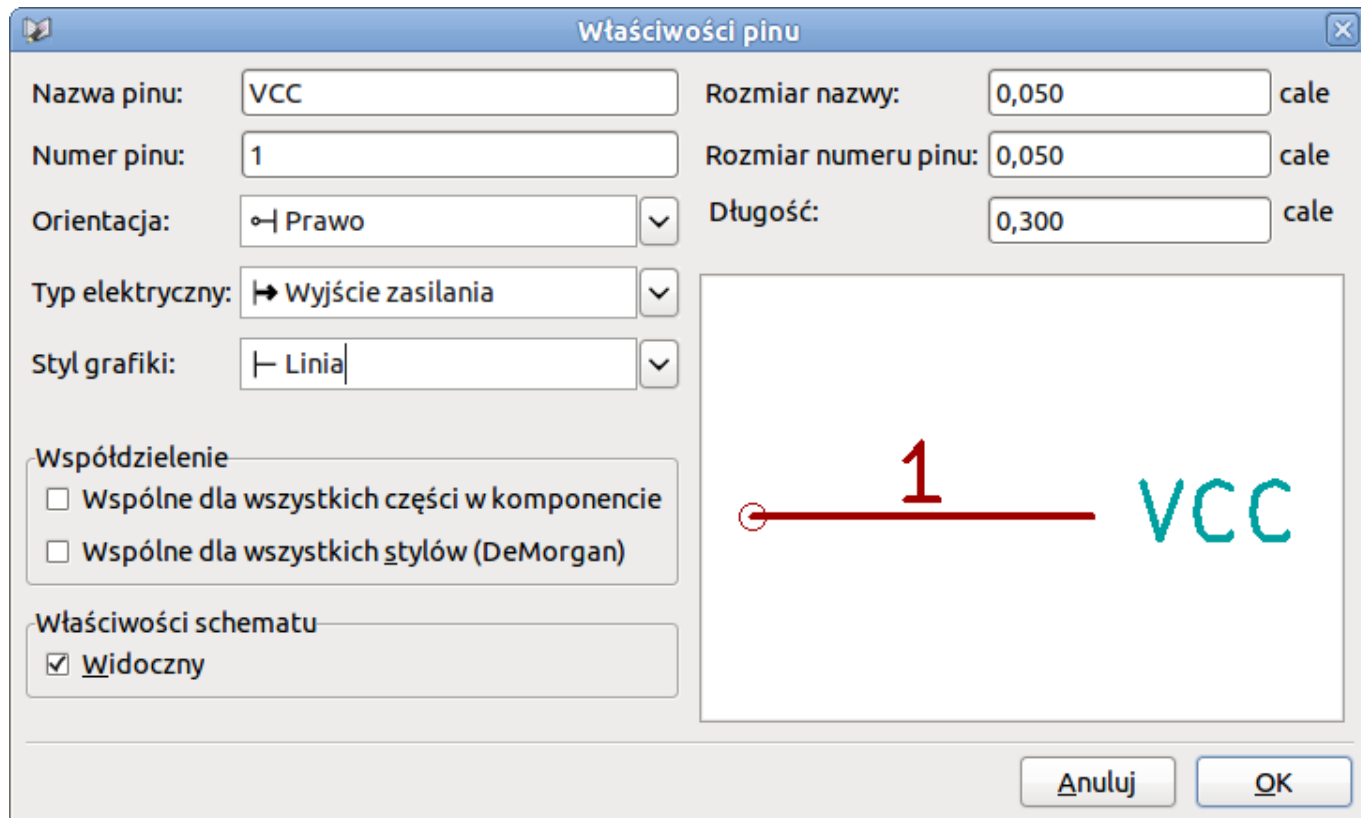 Właściwości pinu
Nazwa pinu: VCC
Numer pinu: 1
Orientacja: Prawo
Typ elektryczny: Wyjście zasilania
Styl grafiki: Linia
Współdzielenie
Wspólne dla wszystkich części w komponencie
Wspólne dla wszystkich stylów (DeMorgan)
Właściwości schematu
Widoczny
Rozmiar nazwy: 0,050 cale
Rozmiar numeru pinu: 0,050 cale
Długość: 0,300 cale
1
VCC
Anuluj OK